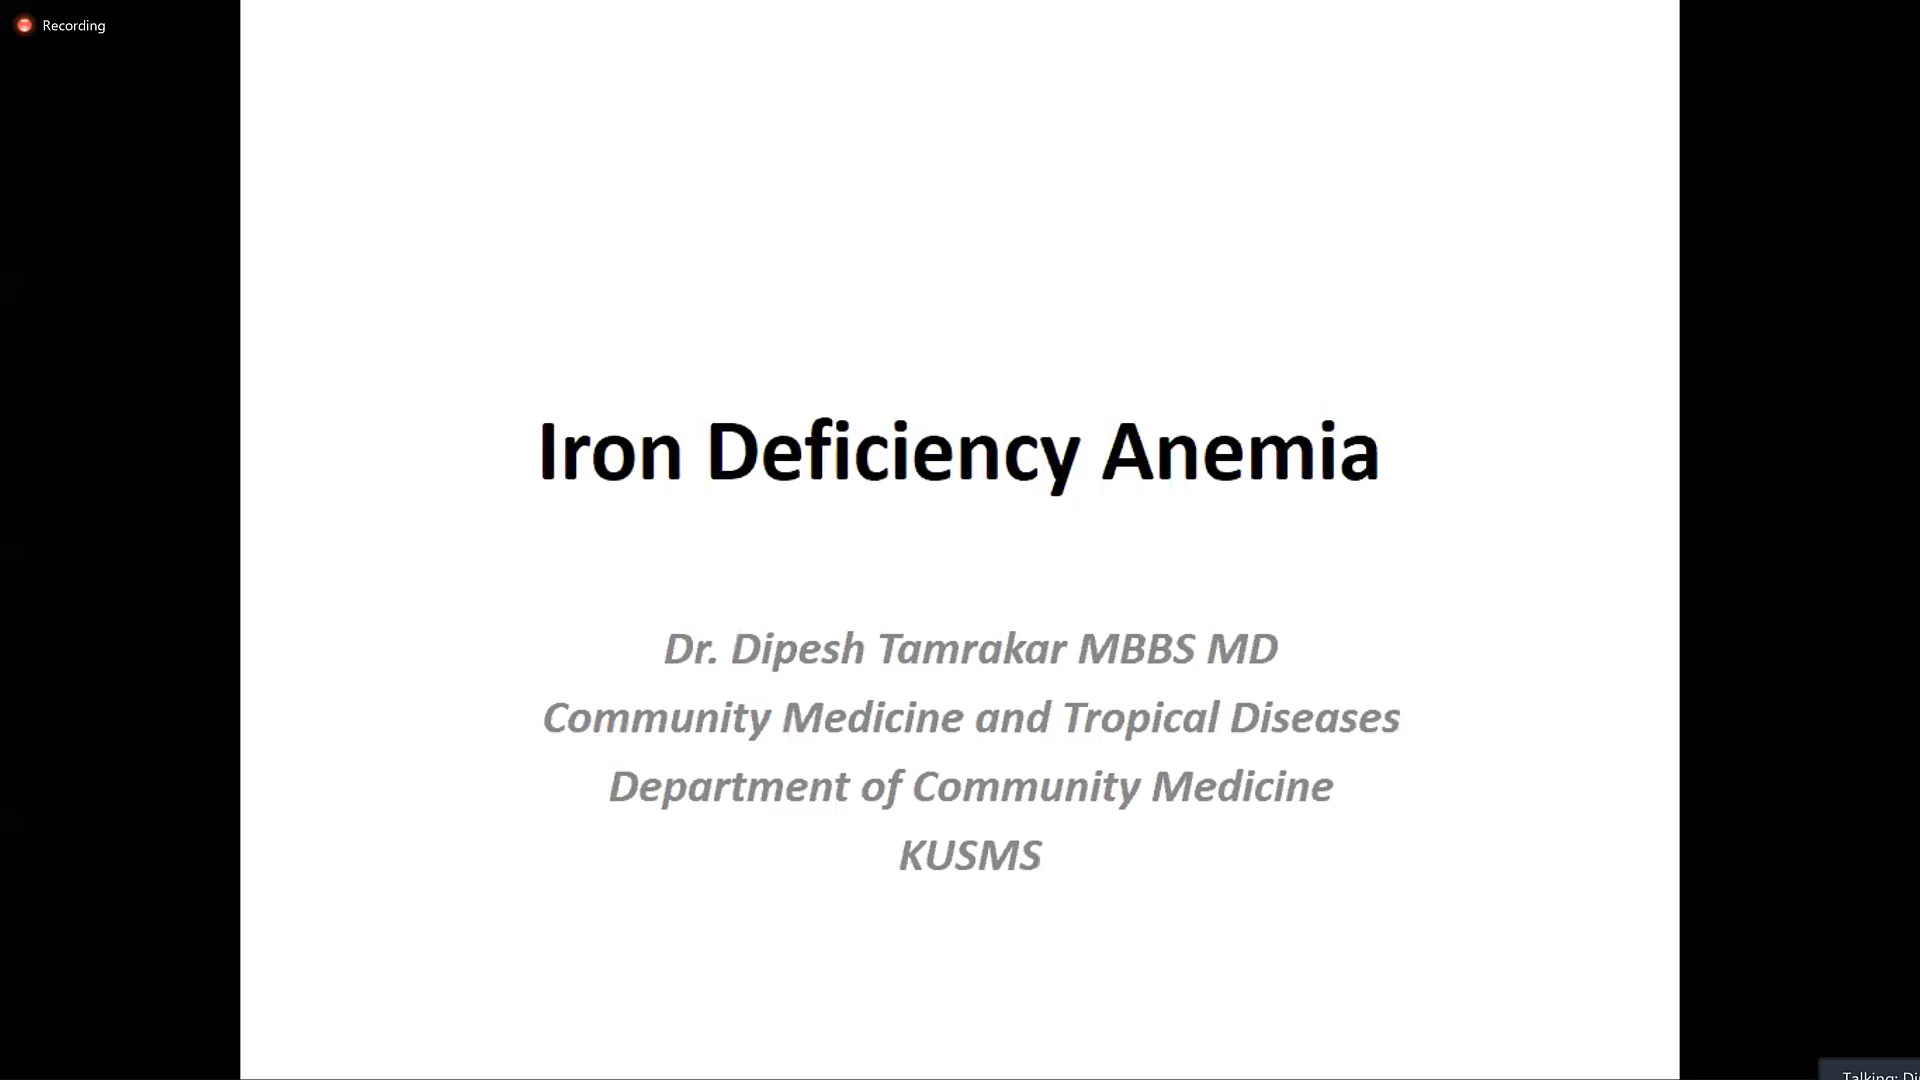 Recording
Iron Deficiency Anemia
Dr. Dipesh Tamrakar MBBS MD
Community Medicine and Tropical Diseases
Department of Community Medicine
KUSMS
Talking: